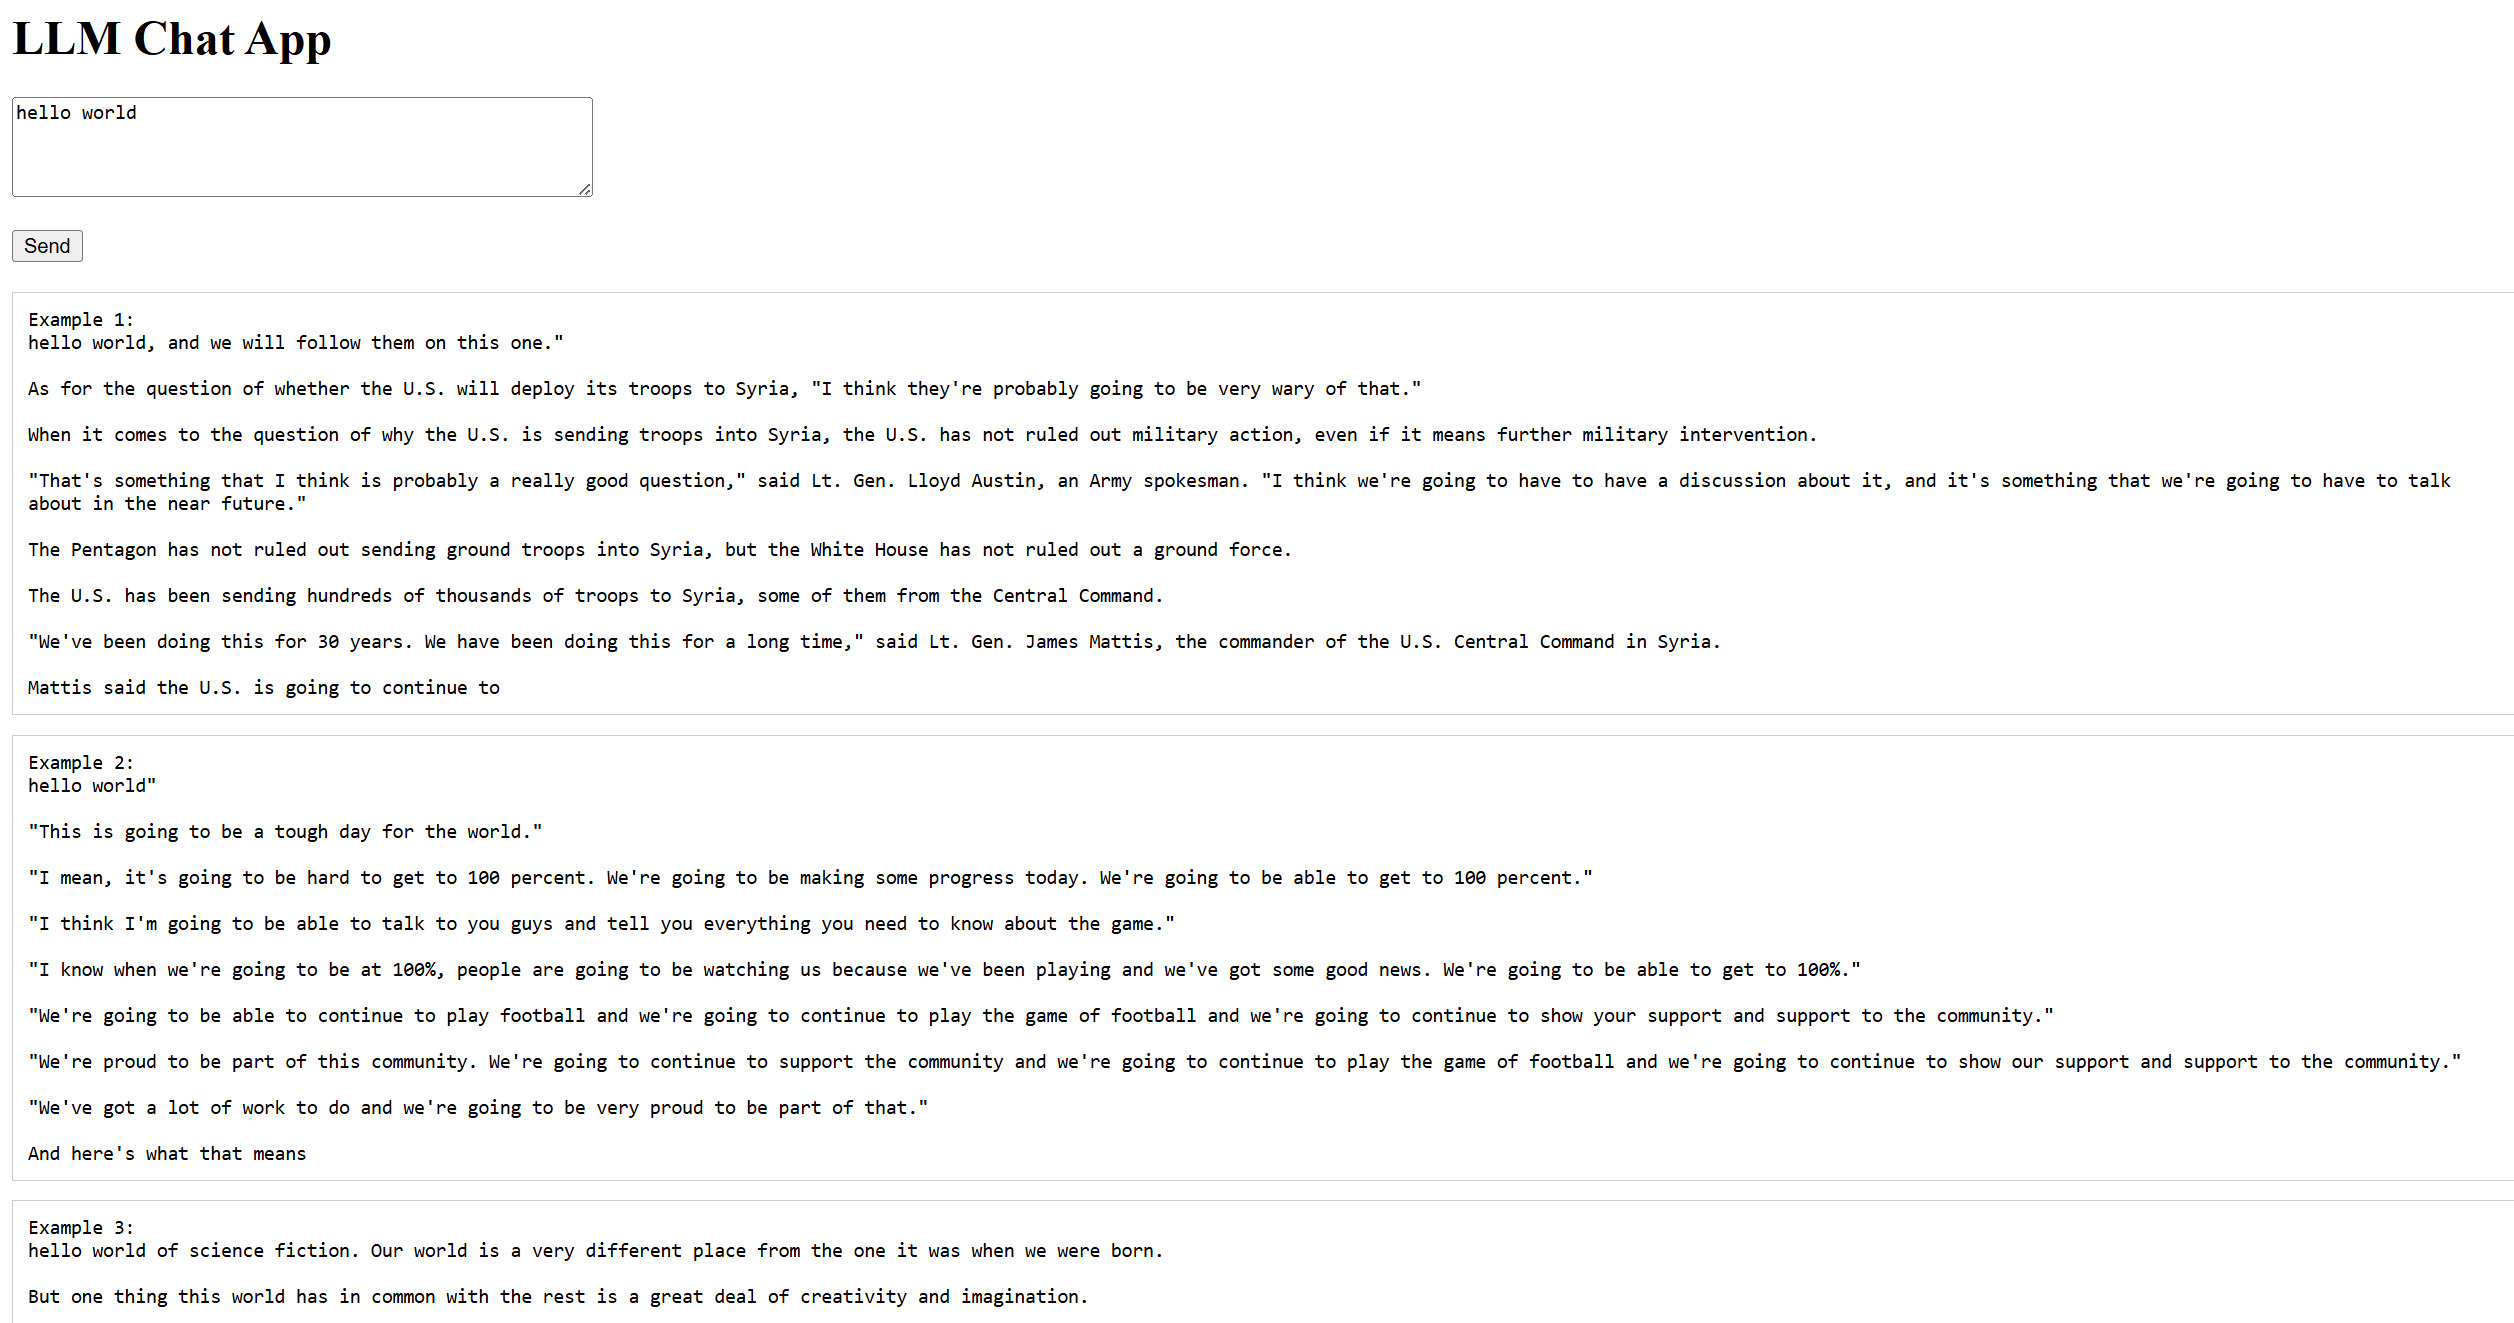 LLM Chat App
hello world
Send
Example 1:
hello world, and we will follow them on this one."
As for the question of whether the U.S. will deploy its troops to Syria, "I think they're probably going to be very wary of that."
When it comes to the question of why the U.S. is sending troops into Syria, the U.S. has not ruled out military action, even if it means further military intervention.
"That's something that I think is probably a really good question," said Lt. Gen. Lloyd Austin, an Army spokesman. "I think we're going to have to have a discussion about it, and it's something that we're going to have to talk
about in the near future."
The Pentagon has not ruled out sending ground troops into Syria, but the White House has not ruled out a ground force.
The U.S. has been sending hundreds of thousands of troops to Syria, some of them from the Central Command.
"We've been doing this for 30 years. We have been doing this for a long time," said Lt. Gen. James Mattis, the commander of the U.S. Central Command in Syria.
Mattis said the U.S. is going to continue to
Example 2:
hello world"
"This is going to be a tough day for the world."
"I mean, it's going to be hard to get to 100 percent. We're going to be making some progress today. We're going to be able to get to 100 percent."
"I think I'm going to be able to talk to you guys and tell you everything you need to know about the game."
"I know when we're going to be at 100%, people are going to be watching us because we've been playing and we've got some good news. We're going to be able to get to 100%."
"We're going to be able to continue to play football and we're going to continue to play the game of football and we're going to continue to show your support and support to the community."
"We're proud to be part of this community. We're going to continue to support the community and we're going to continue to play the game of football and we're going to continue to show our support and support to the community."
"We've got a lot of work to do and we're going to be very proud to be part of that."
And here's what that means
Example 3:
hello world of science fiction. Our world is a very different place from the one it was when we were born.
But one thing this world has in common with the rest is a great deal of creativity and imagination.